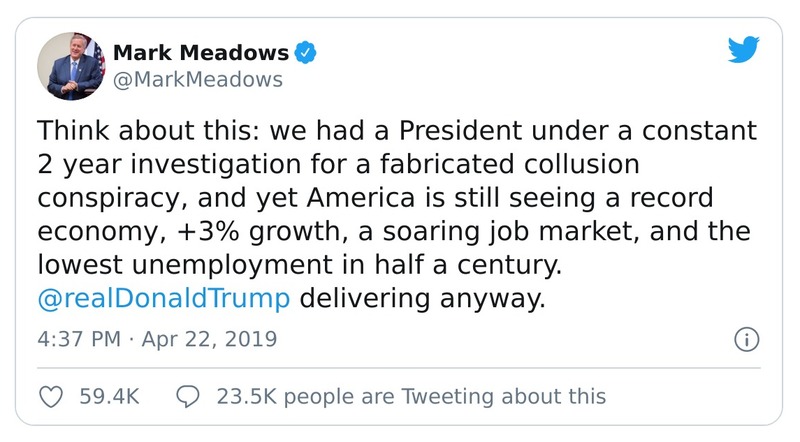 Mark Meadows
@MarkMeadows
Think about this: we had a President under a constant
2 year investigation for a fabricated collusion
conspiracy, and yet America is still seeing a record
economy, +3% growth, a soaring job market, and the
lowest unemployment in half a century.
@realDonaldTrump delivering anyway.
4:37 PM · Apr 22, 2019
59.4K 23.5K people are Tweeting about this